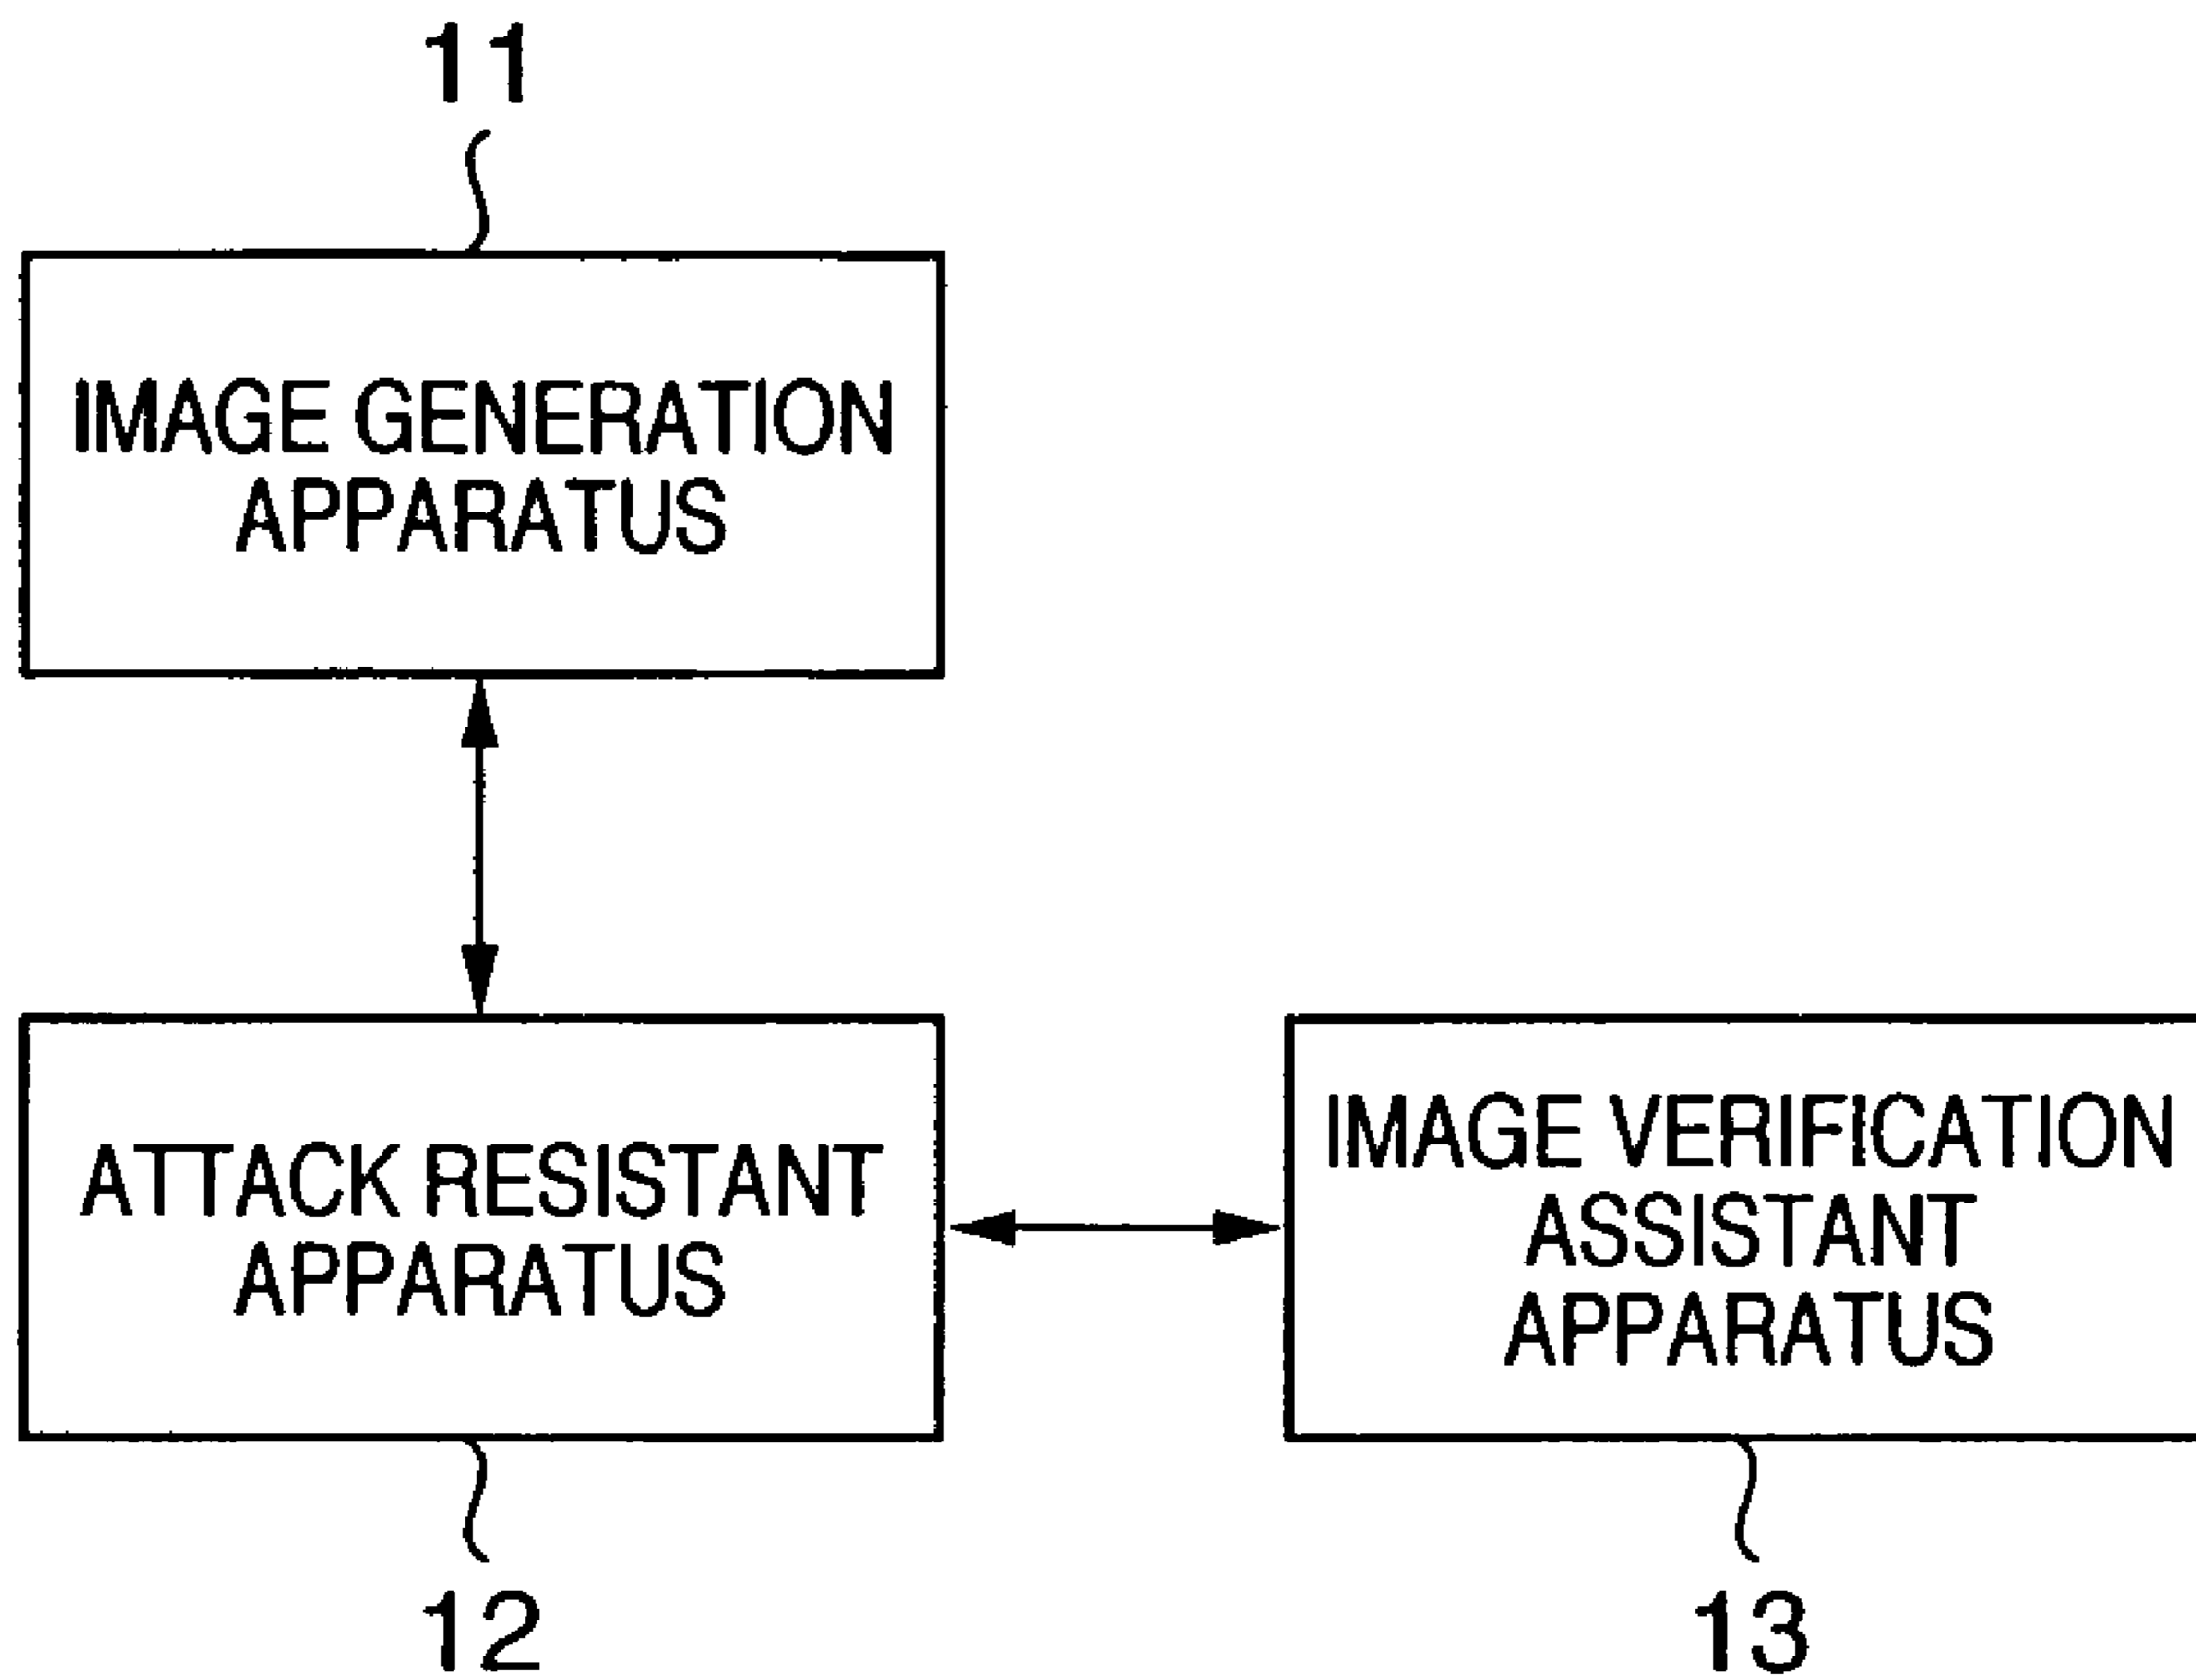 11
IMAGE GENERATION
APPARATUS
ATTACK RESISTANT
APPARATUS
IMAGE VERIFICATION
ASSISTANT
APPARATUS
12
13